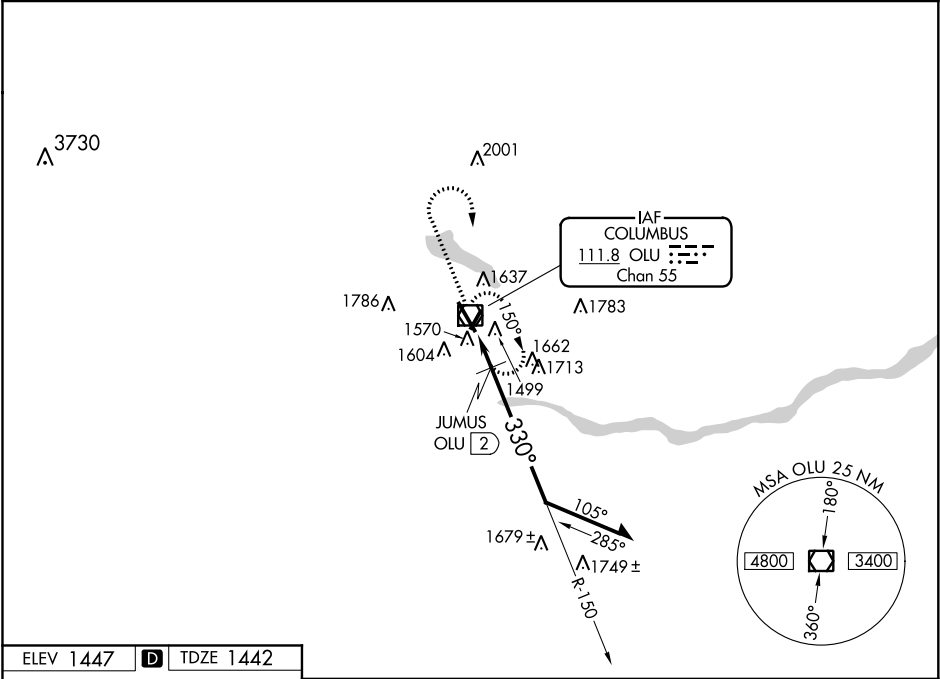 3730
2001
IAF
COLUMBUS
111.8 OLU
Chan 55
1637
1786
1783
150°
1570
1604
1662
1713
1499
JUMUS
OLU 2
330°
MSA OLU 25 NM
180°
105°
285°
1679 ±
1749 ±
4800
3400
R-150
360°
ELEV 1447 D TDZE 1442